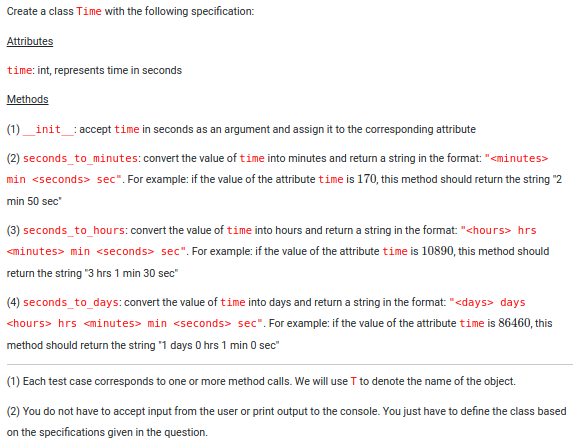 Create a class Time with the following specification:
Attributes
time: int, represents time in seconds
Methods
(1) __init__: accept time in seconds as an argument and assign it to the corresponding attribute
(2) seconds_to_minutes: convert the value of time into minutes and return a string in the format: "<minutes>
min <seconds> sec". For example: if the value of the attribute time is 170, this method should return the string "2
min 50 sec"
(3) seconds_to_hours: convert the value of time into hours and return a string in the format: "<hours> hrs
<minutes> min <seconds> sec". For example: if the value of the attribute time is 10890, this method should
return the string "3 hrs 1 min 30 sec"
(4) seconds_to_days: convert the value of time into days and return a string in the format: "<days> days
<hours> hrs <minutes> min <seconds> sec". For example: if the value of the attribute time is 86460, this
method should return the string "1 days 0 hrs 1 min 0 sec"
(1) Each test case corresponds to one or more method calls. We will use T to denote the name of the object.
(2) You do not have to accept input from the user or print output to the console. You just have to define the class based
on the specifications given in the question.